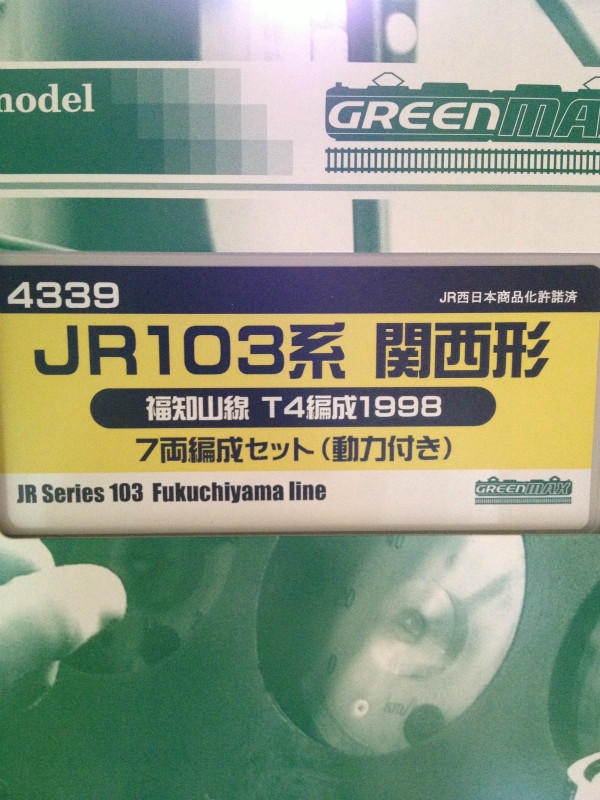 model
GREENMAX
4339
JR西日本商品化許諾済
JR103系 関西形
福知山線 T4編成1998
7両編成セット(動力付き)
JR Series 103 Fukuchiyama line
GREENMAX
km/